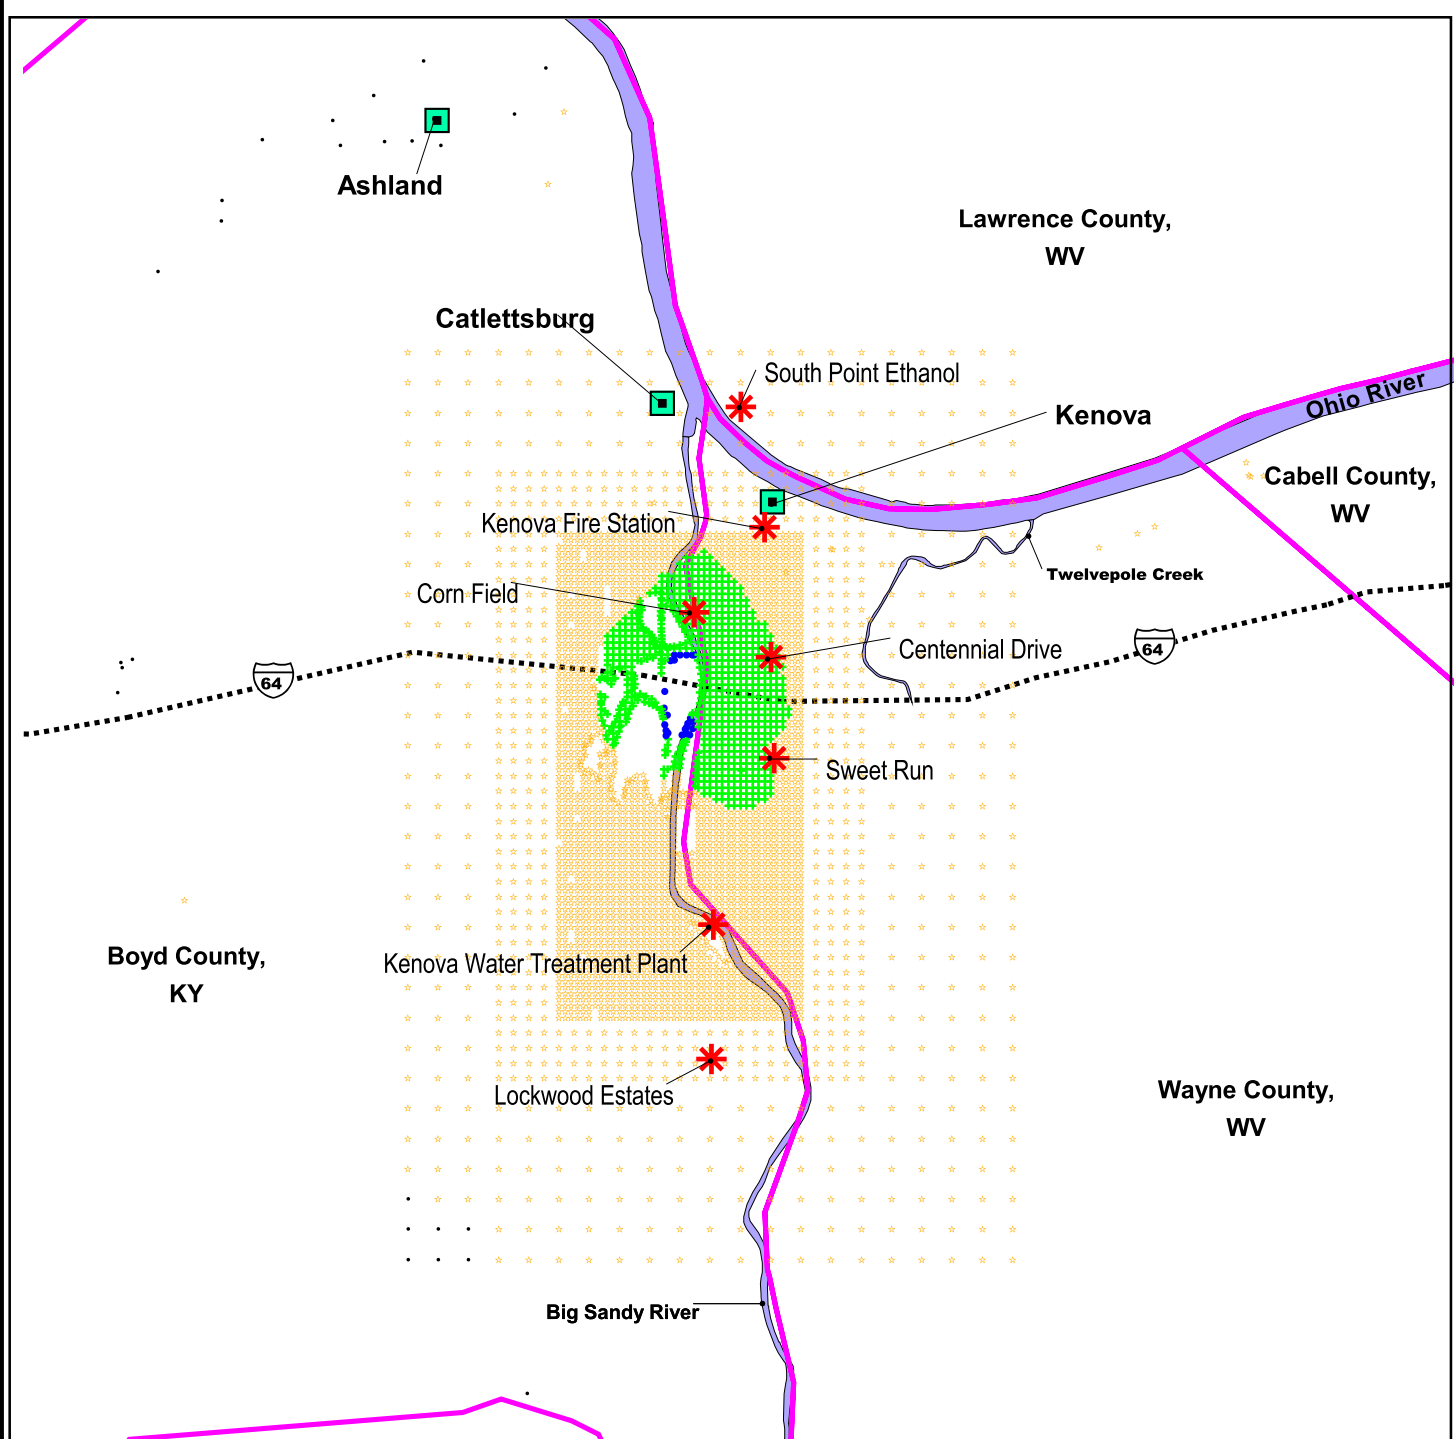 Ashland
Lawrence County,
WV
Catlettsburg
South Point Ethanol
Ohio River
Kenova
Cabell County,
WV
Kenova Fire Station
Twelvepole Creek
Corn Field
Centennial Drive
64
64
Sweet Run
Boyd County,
KY
Kenova Water Treatment Plant
Lockwood Estates
Wayne County,
WV
Big Sandy River